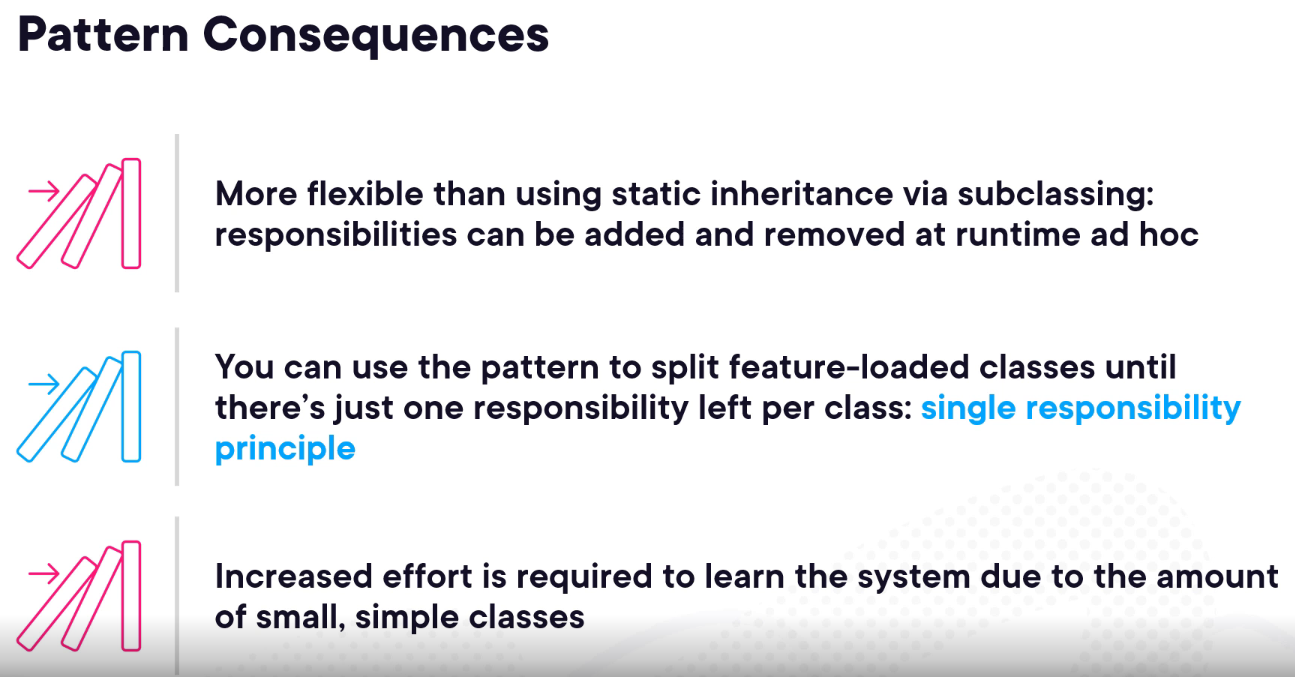 Pattern Consequences
More flexible than using static inheritance via subclassing:
responsibilities can be added and removed at runtime ad hoc
You can use the pattern to split feature-loaded classes until
there’s just one responsibility left per class: single responsibility
principle
Increased effort is required to learn the system due to the amount
of small, simple classes